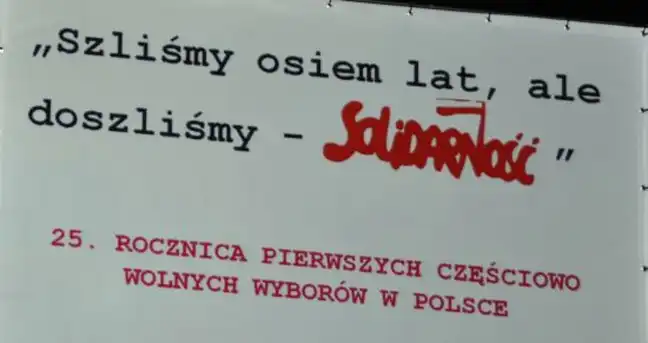 „Szliśmy osiem lat, ale
doszliśmy – SOLiDARNOŚĆ ”
25. ROCZNICA PIERWSZYCH CZĘŚCIOWO
WOLNYCH WYBORÓW W POLSCE